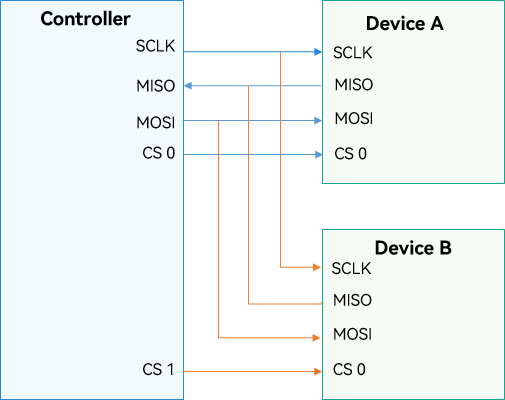 Controller
SCLK
MISO
MOSI
CS 0
CS 1
Device A
SCLK
MISO
MOSI
CS 0
Device B
SCLK
MISO
MOSI
CS 0